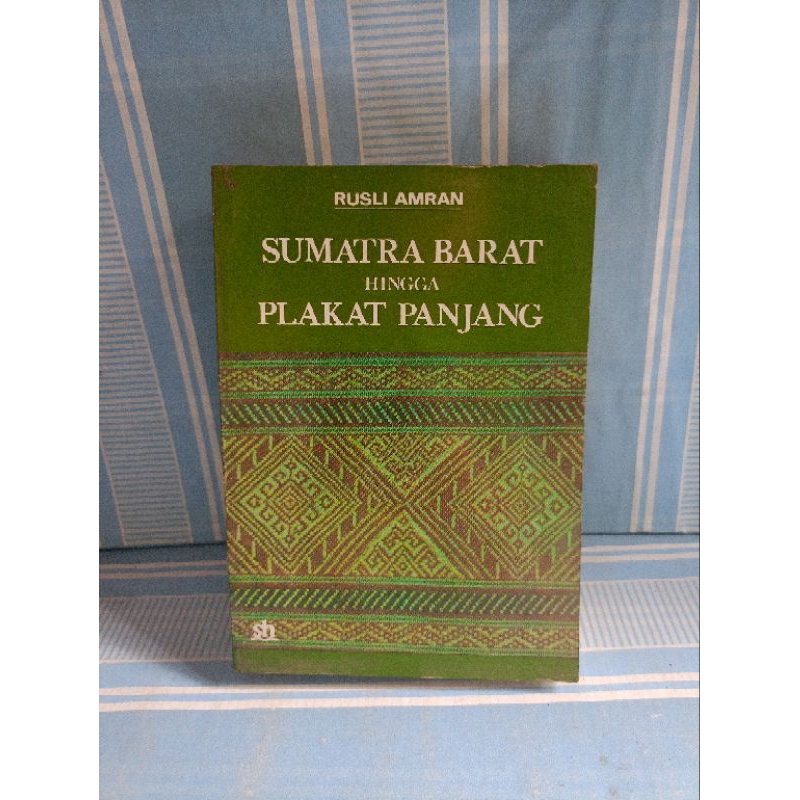 RUSLI AMRAN
SUMATRA BARAT
HINGGA
PLAKAT PANJANG
sh